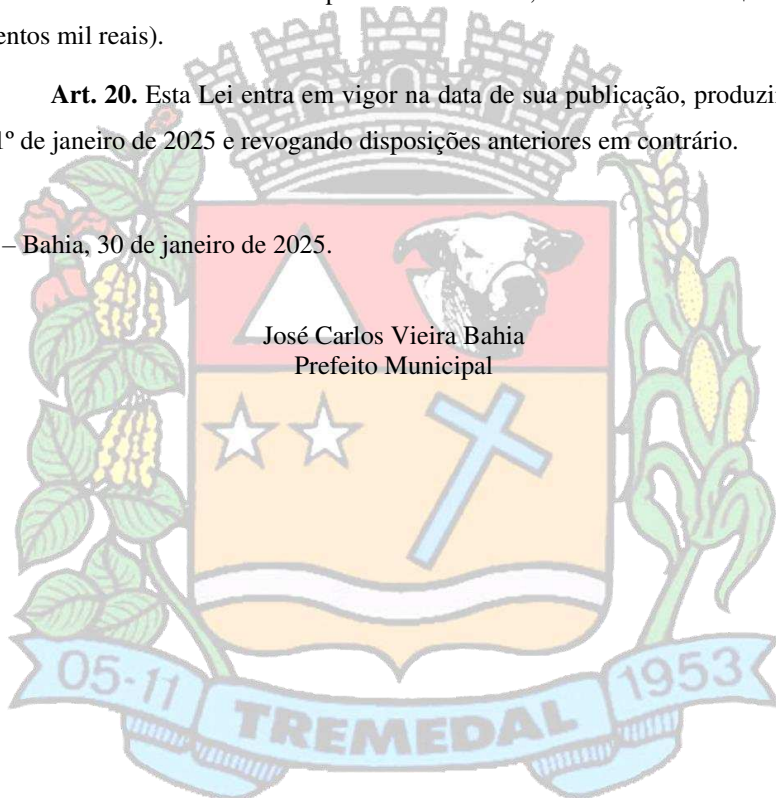 entos mil reais).
Art. 20. Esta Lei entra em vigor na data de sua publicação, produzi
1º de janeiro de 2025 e revogando disposições anteriores em contrário.
– Bahia, 30 de janeiro de 2025.
José Carlos Vieira Bahia
Prefeito Municipal
05-11 TREMEDAL 1953